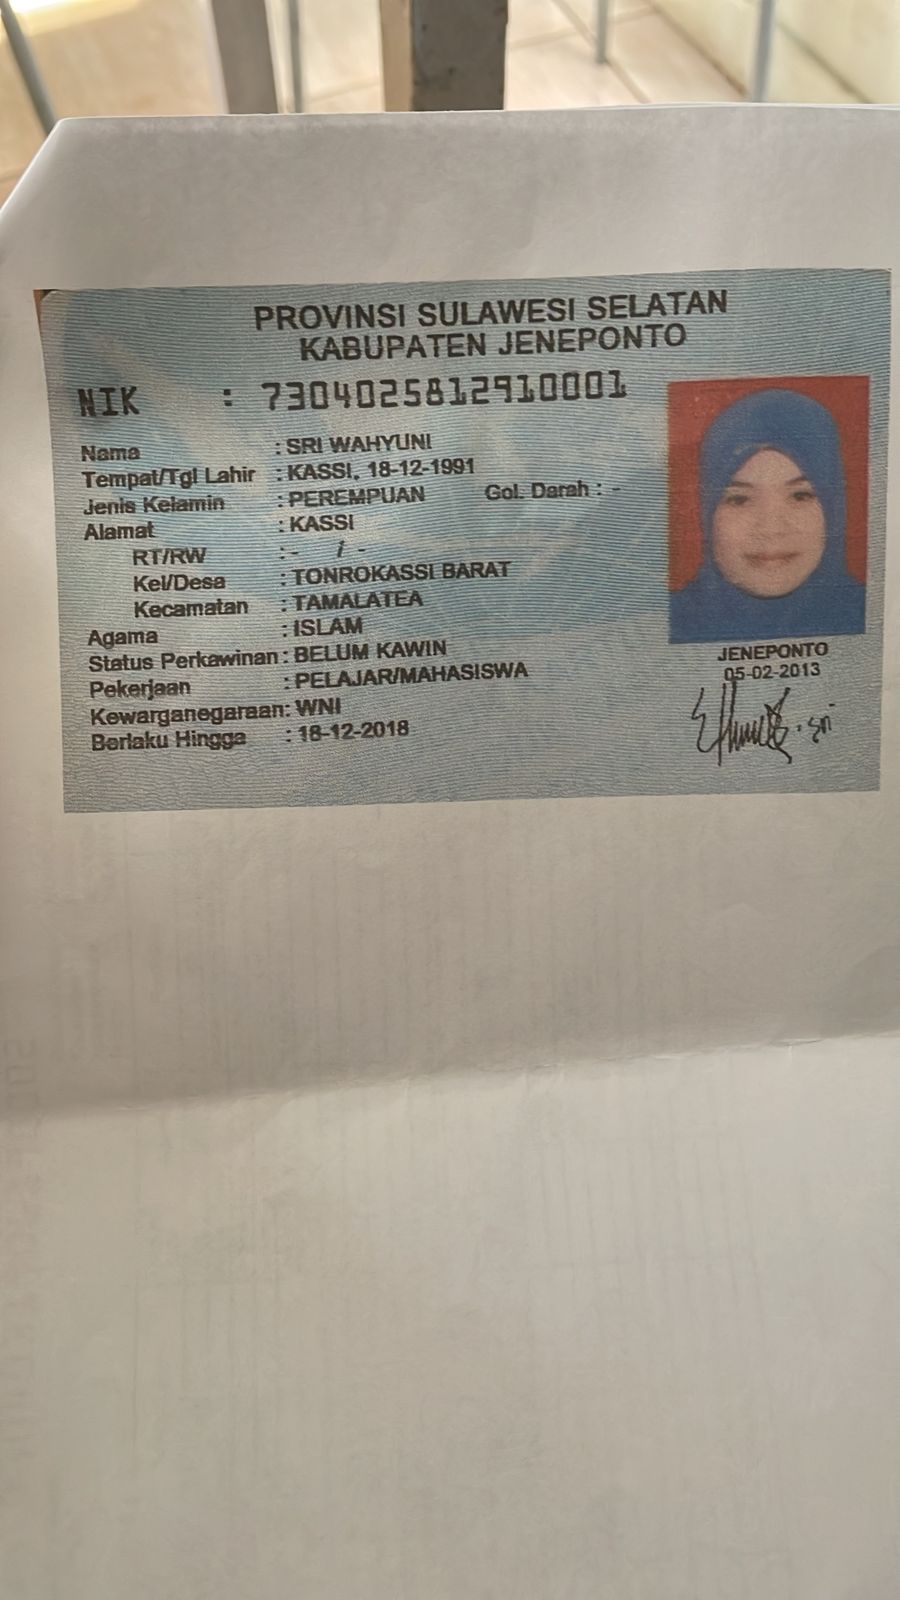 PROVINSI SULAWESI SELATAN
KABUPATEN JENEPONTO
NIK : 7304025812910001
Nama : SRI WAHYUNI
Tempat/Tgl Lahir : KASSI, 18-12-1991
Jenis Kelamin : PEREMPUAN Gol. Darah : -
Alamat : KASSI
RT/RW : - / -
Kel/Desa : TONROKASSI BARAT
Kecamatan : TAMALATEA
Agama : ISLAM
Status Perkawinan : BELUM KAWIN
Pekerjaan : PELAJAR/MAHASISWA
Kewarganegaraan : WNI
Berlaku Hingga : 18-12-2018
JENEPONTO
05-02-2013